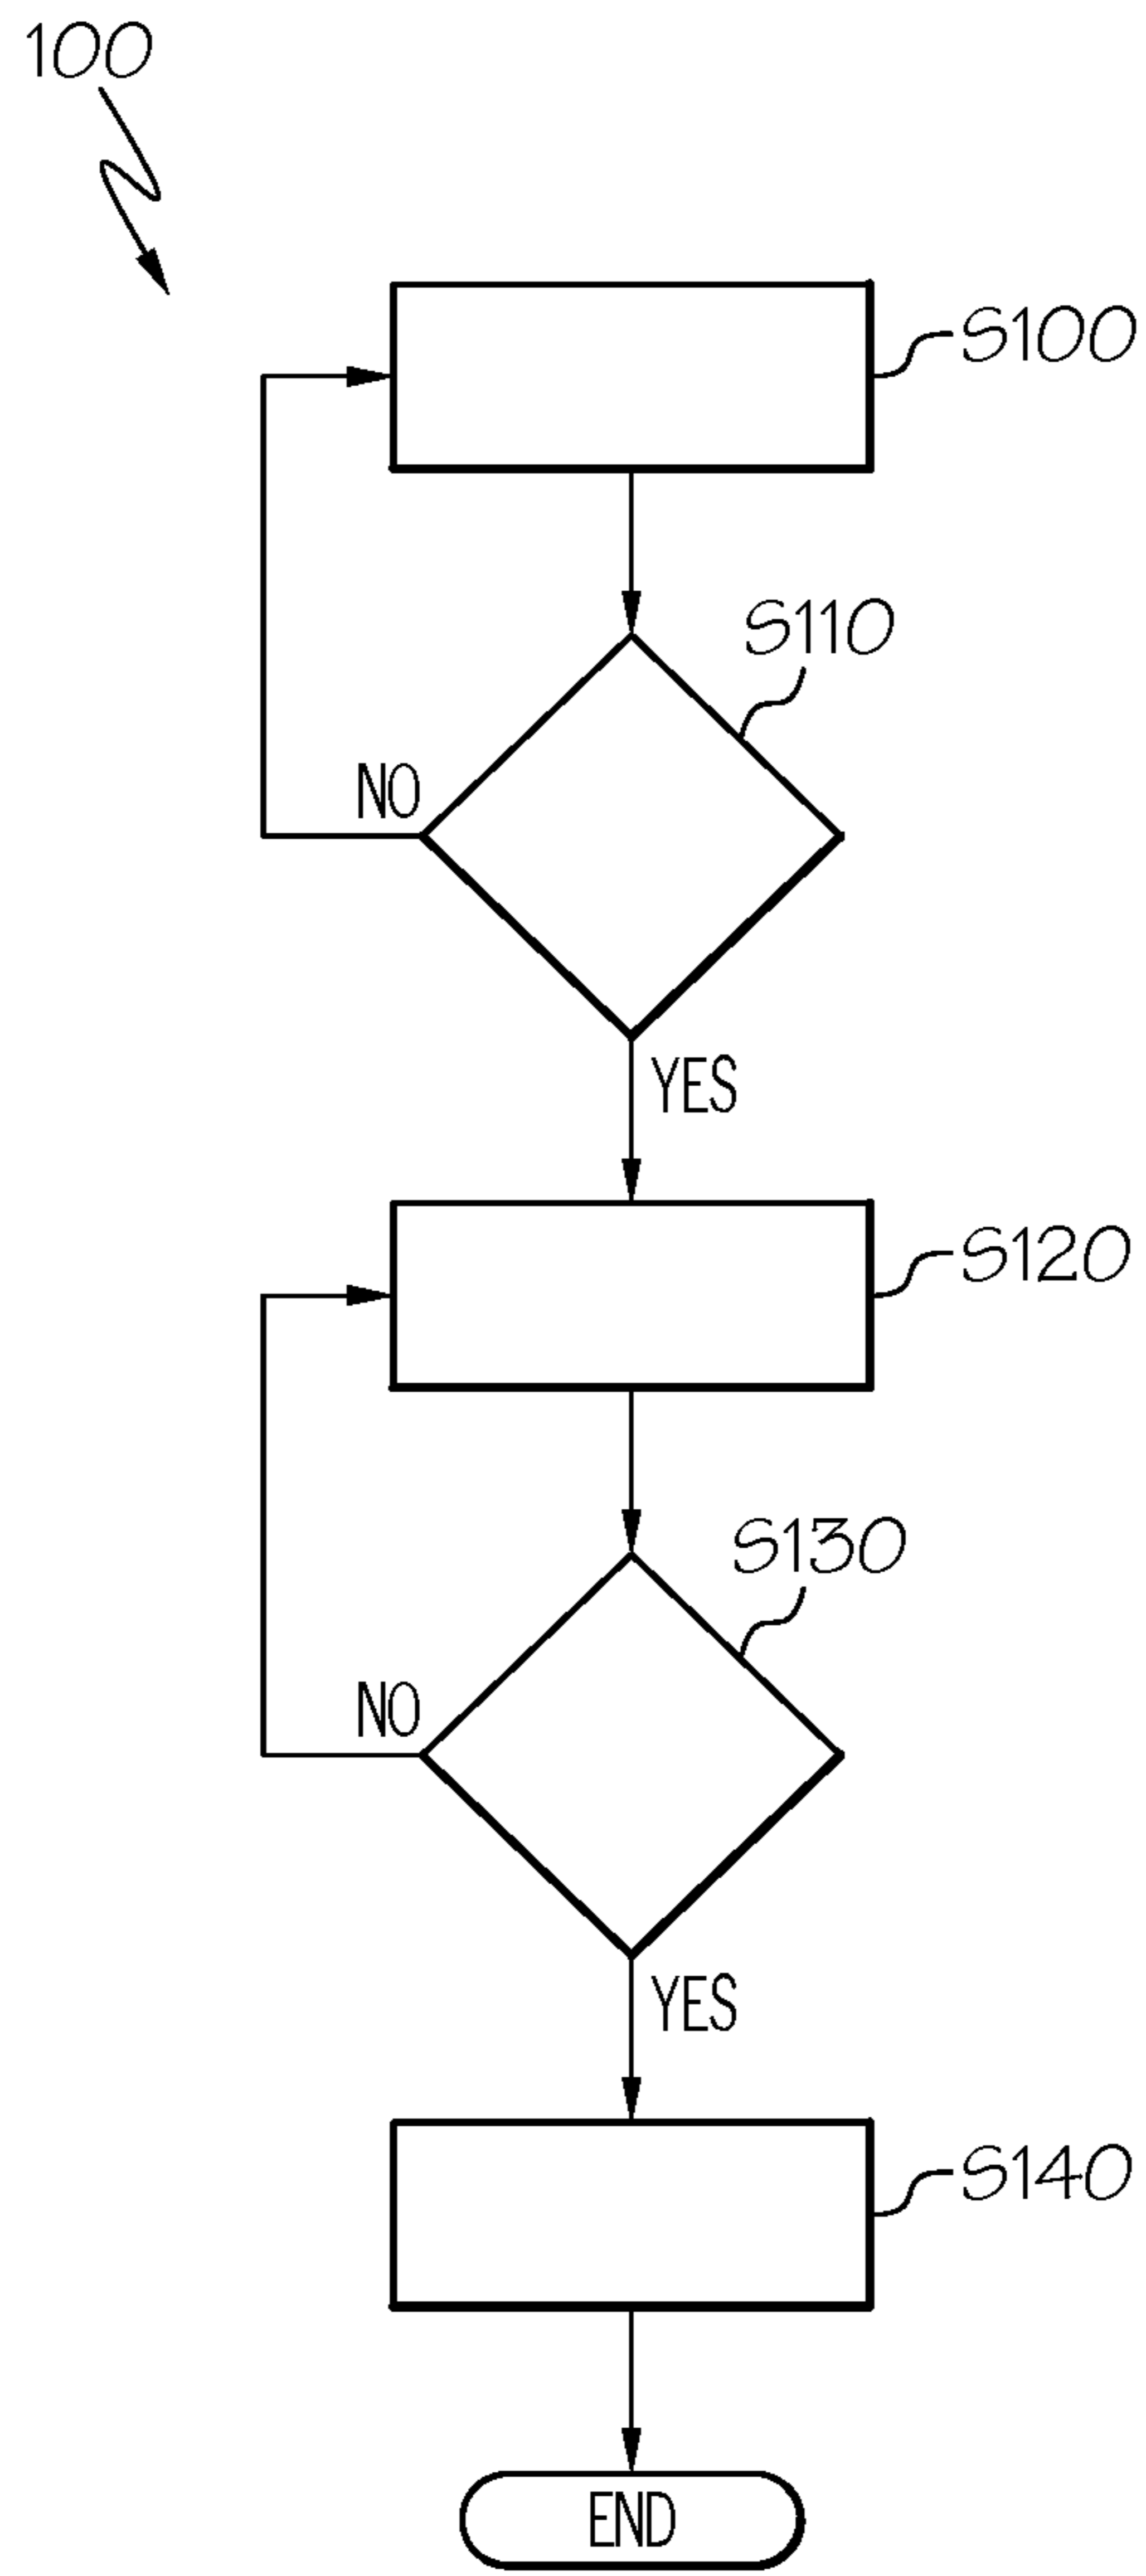 100
S100
S110
NO
YES
S120
S130
NO
YES
S140
END